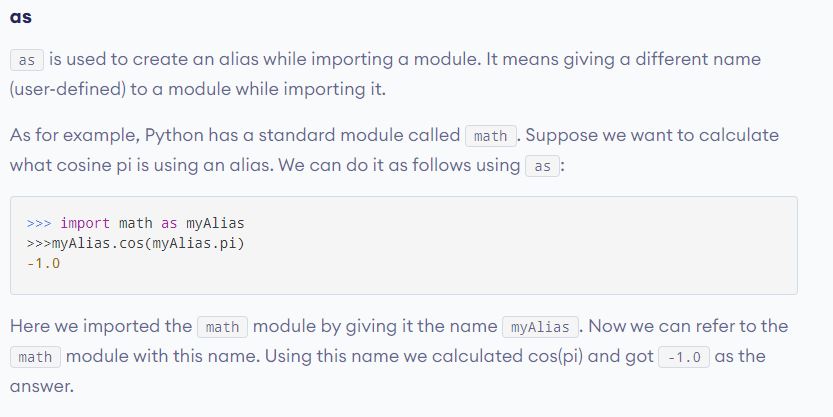 as
as is used to create an alias while importing a module. It means giving a different name
(user-defined) to a module while importing it.
As for example, Python has a standard module called math . Suppose we want to calculate
what cosine pi is using an alias. We can do it as follows using as :
>>> import math as myAlias
>>>myAlias.cos(myAlias.pi)
-1.0
Here we imported the math module by giving it the name myAlias . Now we can refer to the
math module with this name. Using this name we calculated cos(pi) and got -1.0 as the
answer.